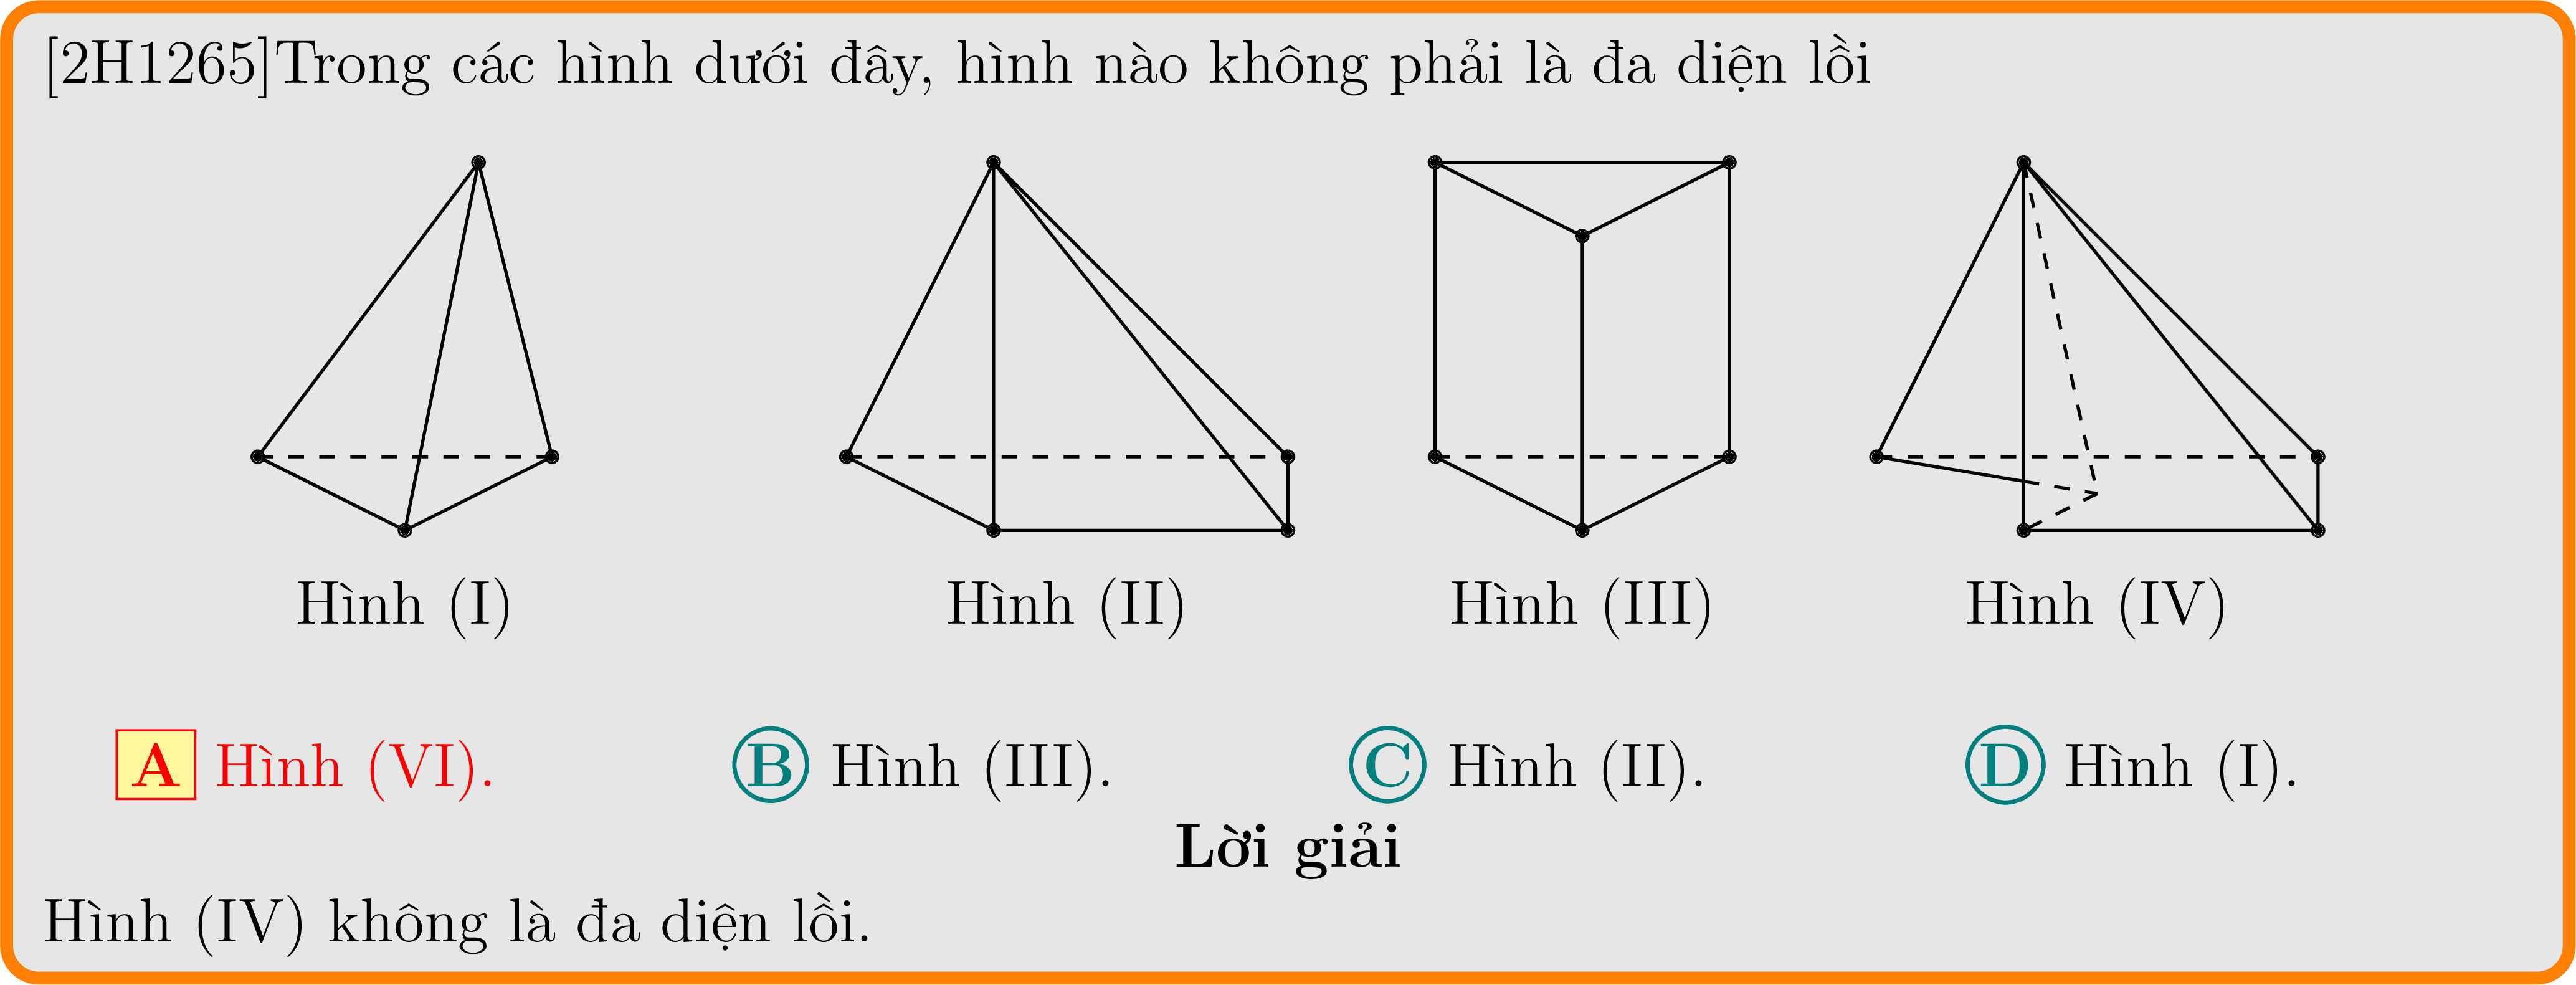 [2H1265]Trong các hình dưới đây, hình nào không phải là đa diện lồi
Hình (I) Hình (II) Hình (III) Hình (IV)
A Hình (VI). B Hình (III). C Hình (II). D Hình (I).
Lời giải
Hình (IV) không là đa diện lồi.